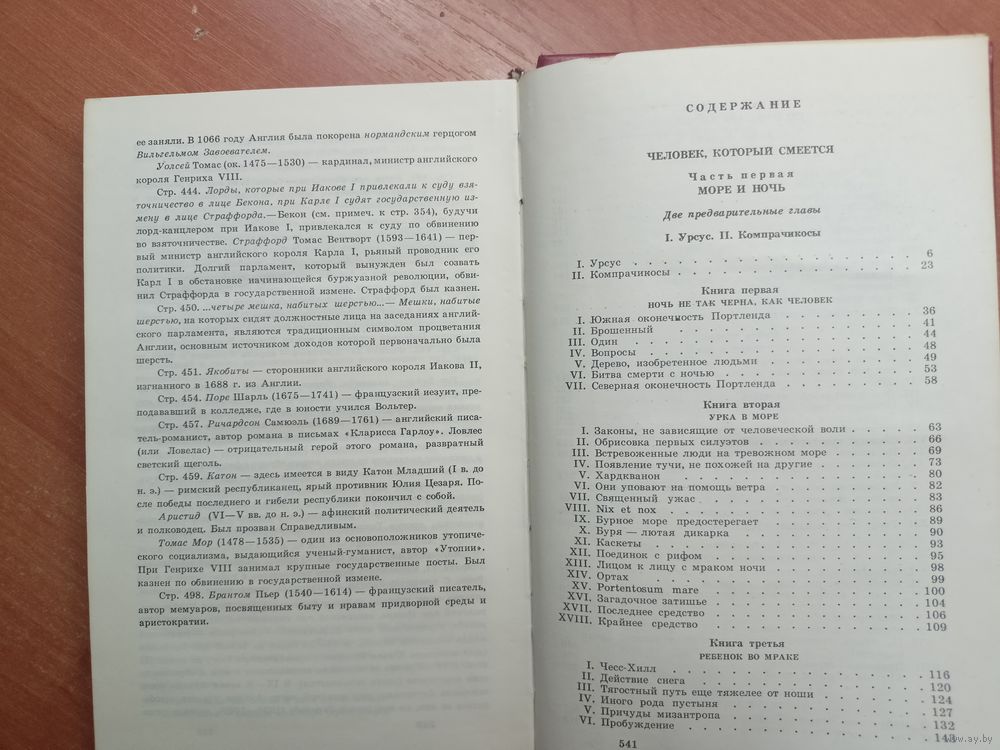 ее заняли. В 1066 году Англия была покорена нормандским герцогом
Вильгельмом Завоевателем.
Уолсей Томас (ок. 1475—1530) — кардинал, министр английского
короля Генриха VIII.
Стр. 444. Лорды, которые при Иакове I привлекали к суду взя-
точничество в лице Бекона, при Карле I судят государственную из-
мену в лице Страффорда.—Бекон (см. примеч. к стр. 354), будучи
лорд-канцлером при Иакове I, привлекался к суду по обвинению
во взяточничестве. Страффорд Томас Вентворт (1593—1641) — пер-
вый министр английского короля Карла I, рьяный проводник его
политики. Долгий парламент, который вынужден был созвать
Карл I в обстановке начинающейся буржуазной революции, обви-
нил Страффорда в государственной измене. Страффорд был казнен.
Стр. 450. ...четыре мешка, набитых шерстью...— Мешки, набитые
шерстью, на которых сидят должностные лица на заседаниях англий-
ского парламента, являются традиционным символом процветания
Англии, основным источником доходов которой первоначально была
шерсть.
Стр. 451. Якобиты — сторонники английского короля Иакова II,
изгнанного в 1688 г. из Англии.
Стр. 454. Поре Шарль (1675—1741) — французский иезуит, пре-
подававший в колледже, где в юности учился Вольтер.
Стр. 457. Ричардсон Самуэль (1689—1761) — английский писа-
тель-романист, автор романа в письмах «Кларисса Гарлоу». Ловлес
(или Ловелас) — отрицательный герой этого романа, развратный
светский щеголь.
Стр. 459. Катон — здесь имеется в виду Катон Младший (I в. до
н. э.) — римский республиканец, ярый противник Юлия Цезаря. По-
сле победы последнего и гибели республики покончил с собой.
Аристид (VI—V вв. до н. э.) — афинский политический деятель
и полководец. Был прозван Справедливым.
Томас Мор (1478—1535) — один из основоположников утопиче-
ского социализма, выдающийся ученый-гуманист, автор «Утопии».
При Генрихе VIII занимал крупные государственные посты. Был
казнен по обвинению в государственной измене.
Стр. 498. Брантом Пьер (1540—1614) — французский писатель,
автор мемуаров, посвященных быту и нравам придворной среды и
аристократии.
СОДЕРЖАНИЕ
ЧЕЛОВЕК, КОТОРЫЙ СМЕЕТСЯ
Часть первая
МОРЕ И НОЧЬ
Две предварительные главы
I. Урсус. II. Компрачикосы
I. Урсус 6
II. Компрачикосы 23
Книга первая
НОЧЬ НЕ ТАК ЧЕРНА, КАК ЧЕЛОВЕК
I. Южная оконечность Портленда 36
II. Брошенный 41
III. Один 44
IV. Вопросы 48
V. Дерево, изобретенное людьми 49
VI. Битва смерти с ночью 53
VII. Северная оконечность Портленда 58
Книга вторая
УРКА В МОРЕ
I. Законы, не зависящие от человеческой воли 63
II. Обрисовка первых силуэтов 66
III. Встревоженные люди на тревожном море 69
IV. Появление тучи, не похожей на другие 73
V. Хардкванон 80
VI. Они уповают на помощь ветра 82
VII. Священный ужас 83
VIII. Nix et nox 86
IX. Бурное море предостерегает 89
X. Буря — лютая дикарка 90
XI. Каскеты 93
XII. Поединок с рифом 95
XIII. Лицом к лицу с мраком ночи 98
XIV. Ортах 99
XV. Portentosum mare 100
XVI. Загадочное затишье 104
XVII. Последнее средство 106
XVIII. Крайнее средство 109
Книга третья
РЕБЕНОК ВО МРАКЕ
I. Чесс-Хилл 116
II. Действие снега 120
III. Тягостный путь еще тяжелее от ноши 124
IV. Иного рода пустыня 127
V. Причуды мизантропа 132
VI. Пробуждение 143
541
www.ay.by